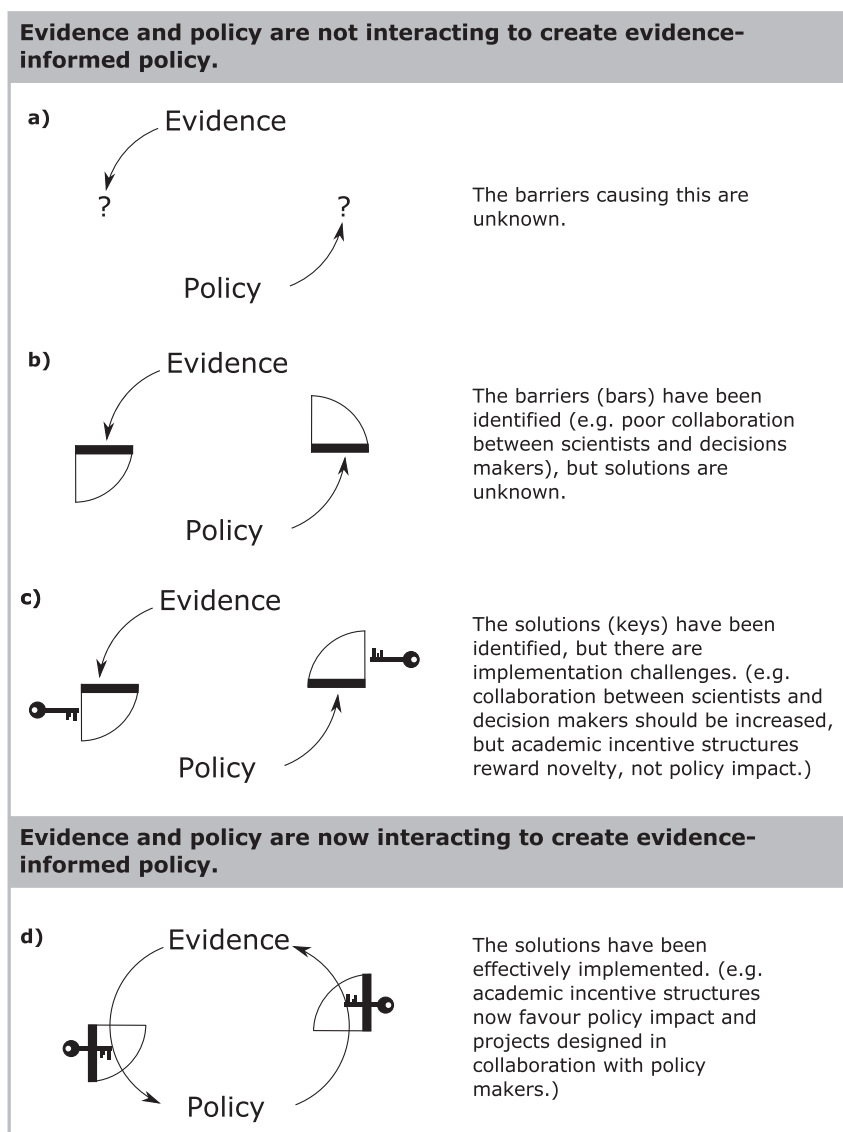 Evidence and policy are not interacting to create evidence-
informed policy.
a)
Evidence
?
?
Policy
The barriers causing this are
unknown.
b)
Evidence
Policy
The barriers (bars) have been
identified (e.g. poor collaboration
between scientists and decisions
makers), but solutions are
unknown.
c)
Evidence
Policy
The solutions (keys) have been
identified, but there are
implementation challenges. (e.g.
collaboration between scientists and
decision makers should be increased,
but academic incentive structures
reward novelty, not policy impact.)
Evidence and policy are now interacting to create evidence-
informed policy.
d)
Evidence
Policy
The solutions have been
effectively implemented. (e.g.
academic incentive structures
now favour policy impact and
projects designed in
collaboration with policy
makers.)